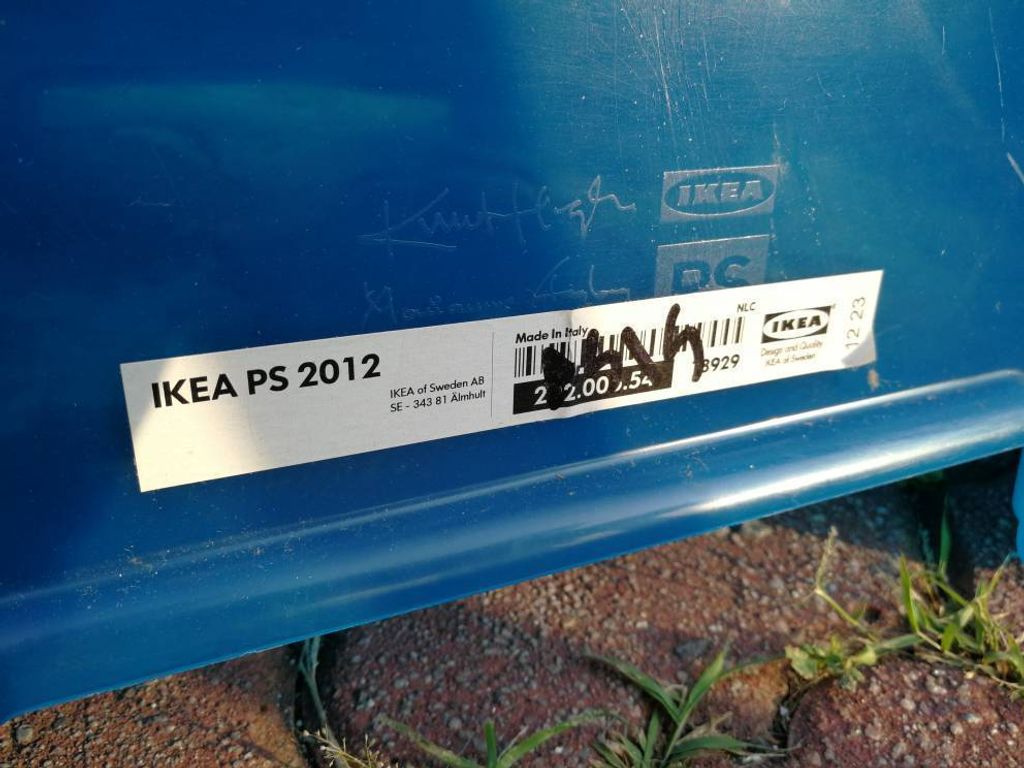 IKEA
PS
IKEA PS 2012
IKEA of Sweden AB
SE - 343 81 Älmhult
Made In Italy
8929
NLC
IKEA
Design and Quality
IKEA of Sweden
12 23